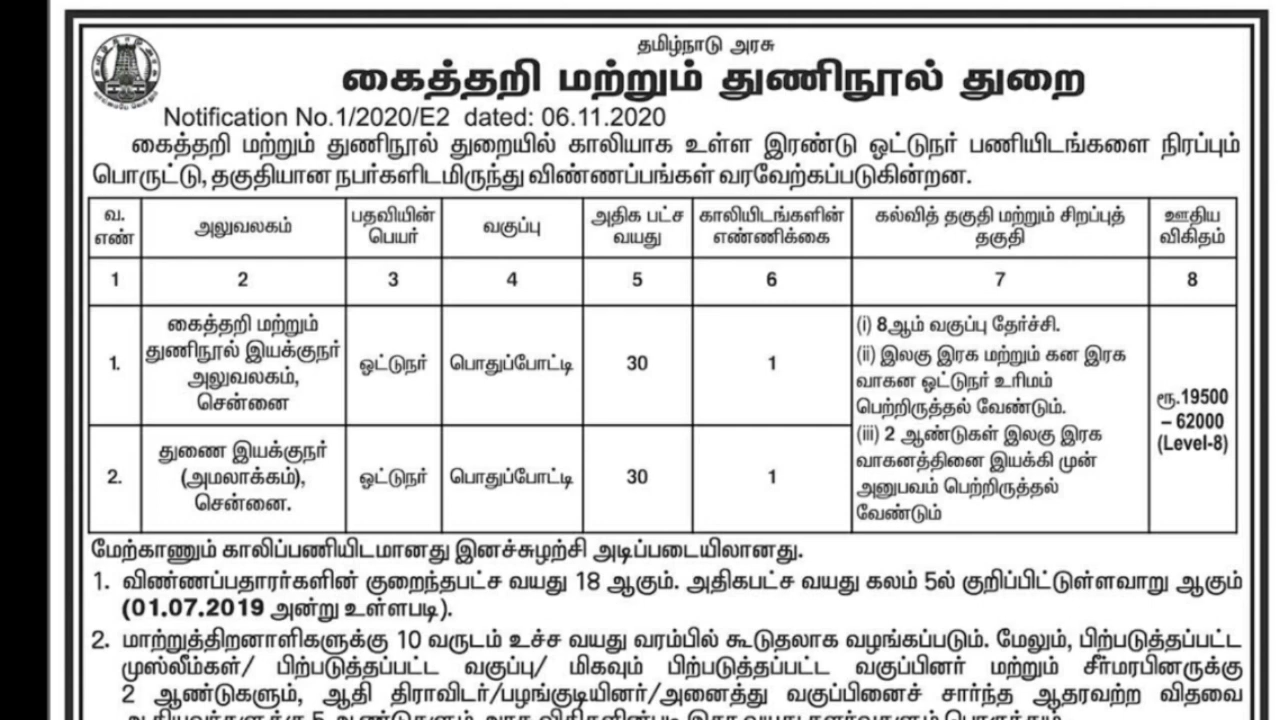 தமிழ்நாடு அரசு
கைத்தறி மற்றும் துணிநூல் துறை
Notification No.1/2020/E2 dated: 06.11.2020
கைத்தறி மற்றும் துணிநூல் துறையில் காலியாக உள்ள இரண்டு ஓட்டுநர் பணியிடங்களை நிரப்பும்
பொருட்டு, தகுதியான நபர்களிடமிருந்து விண்ணப்பங்கள் வரவேற்கப்படுகின்றன.
வ. எண்
அலுவலகம்
பதவியின் பெயர்
வகுப்பு
அதிக பட்ச வயது
காலியிடங்களின் எண்ணிக்கை
கல்வித் தகுதி மற்றும் சிறப்புத் தகுதி
ஊதிய விகிதம்
1 2 3 4 5 6 7 8
1.
கைத்தறி மற்றும்
துணிநூல் இயக்குநர்
அலுவலகம்,
சென்னை
ஓட்டுநர்
பொதுப்போட்டி
30
1
(i) 8ஆம் வகுப்பு தேர்ச்சி.
(ii) இலகு இரக மற்றும் கன இரக
வாகன ஓட்டுநர் உரிமம்
பெற்றிருத்தல் வேண்டும்.
(iii) 2 ஆண்டுகள் இலகு இரக
வாகனத்தினை இயக்கி முன்
அனுபவம் பெற்றிருத்தல்
வேண்டும்
ரூ.19500
– 62000
(Level-8)
2.
துணை இயக்குநர்
(அமலாக்கம்),
சென்னை.
ஓட்டுநர்
பொதுப்போட்டி
30
1
மேற்காணும் காலிப்பணியிடமானது இனச்சுழற்சி அடிப்படையிலானது.
1. விண்ணப்பதாரர்களின் குறைந்தபட்ச வயது 18 ஆகும். அதிகபட்ச வயது கலம் 5ல் குறிப்பிட்டுள்ளவாறு ஆகும்
(01.07.2019 அன்று உள்ளபடி).
2. மாற்றுத்திறனாளிகளுக்கு 10 வருடம் உச்ச வயது வரம்பில் கூடுதலாக வழங்கப்படும். மேலும், பிற்படுத்தப்பட்ட
முஸ்லீம்கள்/ பிற்படுத்தப்பட்ட வகுப்பு/ மிகவும் பிற்படுத்தப்பட்ட வகுப்பினர் மற்றும் சீர்மரபினருக்கு
2 ஆண்டுகளும், ஆதி திராவிடர்/பழங்குடியினர்/அனைத்து வகுப்பினைச் சார்ந்த ஆதரவற்ற விதவை